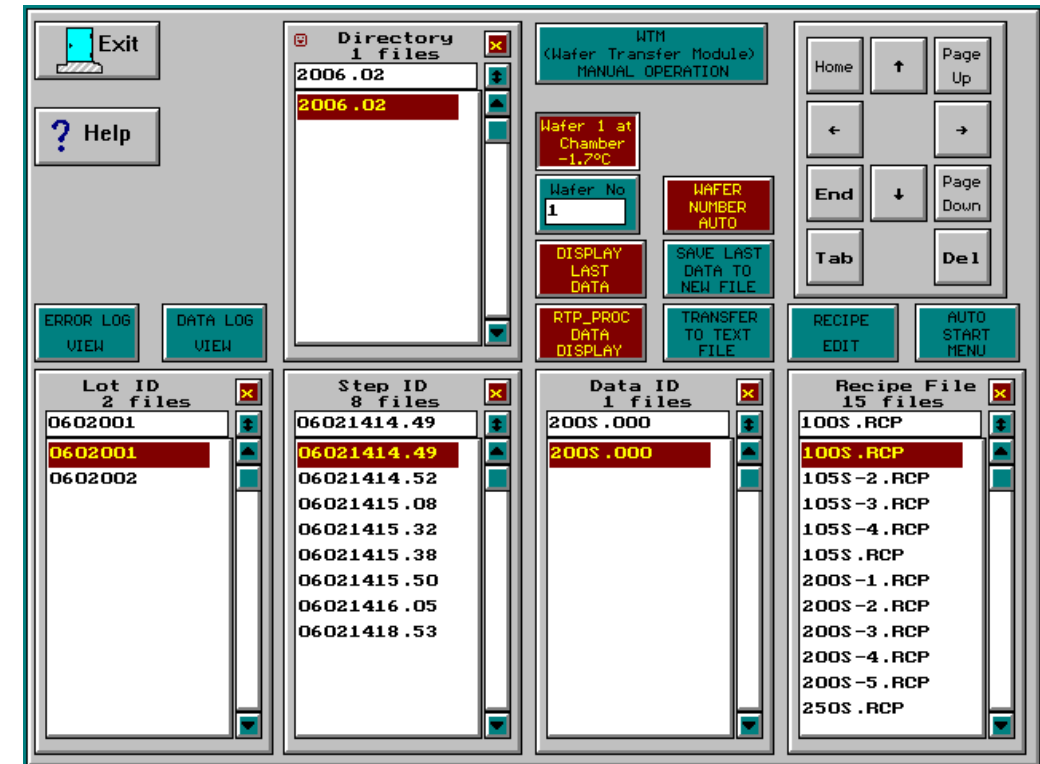 Exit
Help
ERROR LOG
VIEW
DATA LOG
VIEW
Directory
1 files
2006.02
2006.02
WTM
(Wafer Transfer Module)
MANUAL OPERATION
Wafer 1 at
Chamber
-1.7°C
Wafer No
1
WAFER
NUMBER
AUTO
DISPLAY
LAST
DATA
SAVE LAST
DATA TO
NEW FILE
RTP_PROC
DATA
DISPLAY
TRANSFER
TO TEXT
FILE
Home
↑
Page
Up
←
→
End
↓
Page
Down
Tab
Del
RECIPE
EDIT
AUTO
START
MENU
Lot ID
2 files
0602001
0602001
0602002
Step ID
8 files
06021414.49
06021414.49
06021414.52
06021415.08
06021415.32
06021415.38
06021415.50
06021416.05
06021418.53
Data ID
1 files
200S.000
200S.000
Recipe File
15 files
100S.RCP
100S.RCP
105S-2.RCP
105S-3.RCP
105S-4.RCP
105S.RCP
200S-1.RCP
200S-2.RCP
200S-3.RCP
200S-4.RCP
200S-5.RCP
250S.RCP